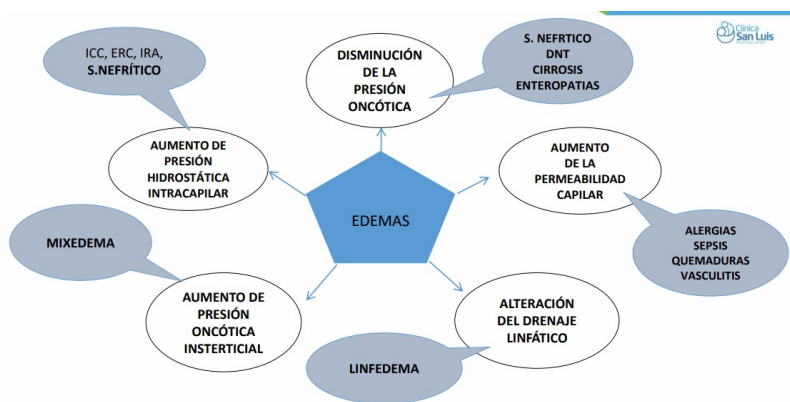 Clínica
San Luis
ICC, ERC, IRA,
S.NEFRÍTICO
DISMINUCIÓN
DE LA
PRESIÓN
ONCÓTICA
S. NEFRTICO
DNT
CIRROSIS
ENTEROPATIAS
AUMENTO DE
PRESIÓN
HIDROSTÁTICA
INTRACAPILAR
AUMENTO
DE LA
PERMEABILIDAD
CAPILAR
EDEMAS
MIXEDEMA
ALERGIAS
SEPSIS
QUEMADURAS
VASCULITIS
AUMENTO DE
PRESIÓN
ONCÓTICA
INSTERTICIAL
ALTERACIÓN
DEL DRENAJE
LINFÁTICO
LINFEDEMA